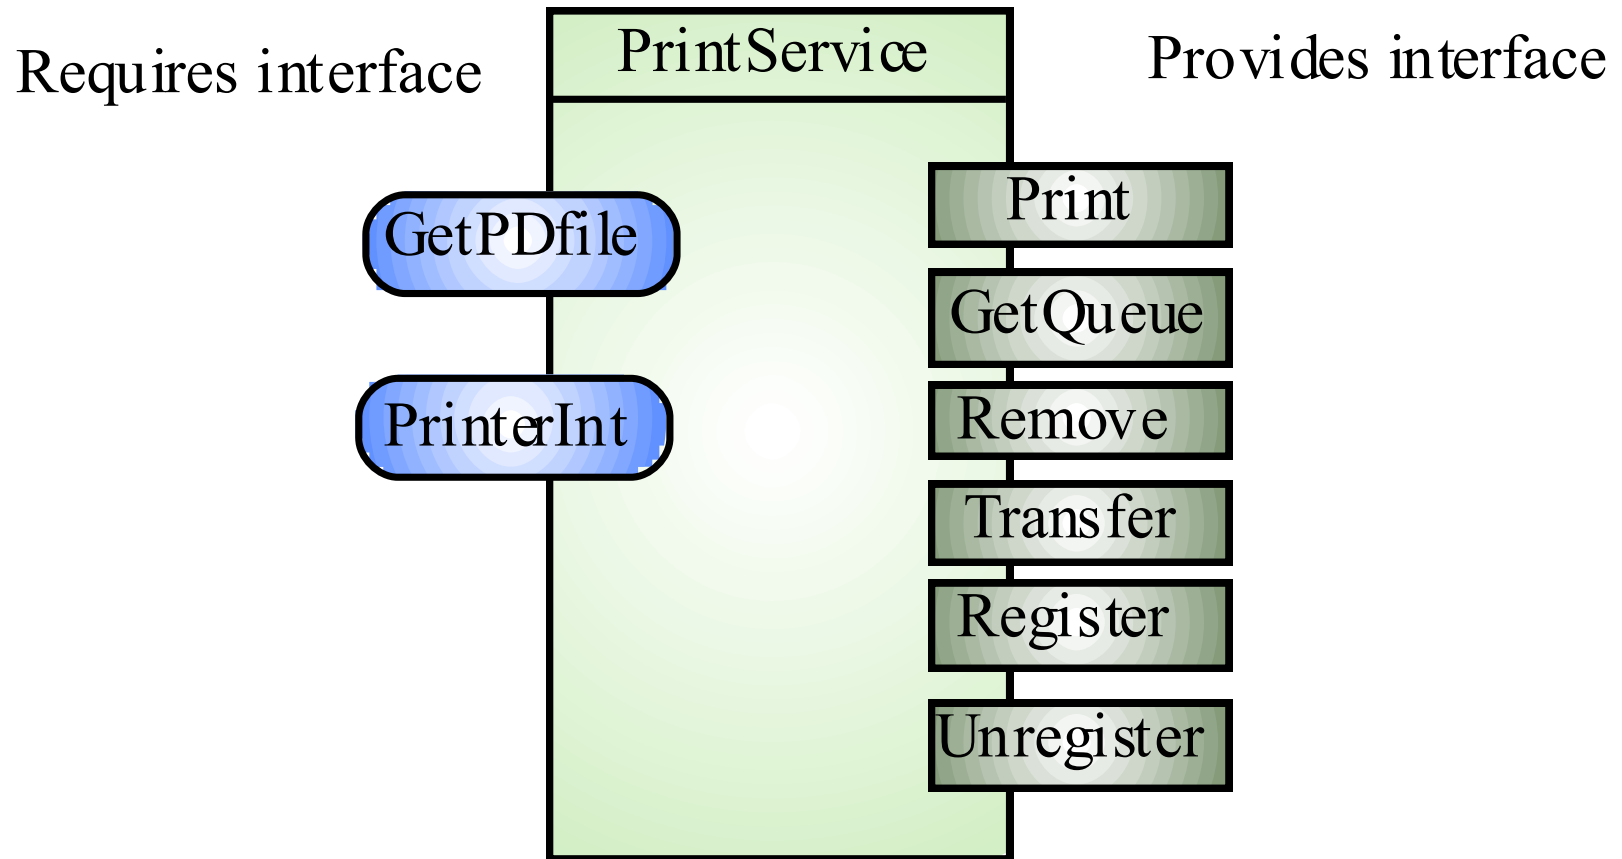 PrintService
Requires interface
Provides interface
GetPDfile
PrinterInt
Print
GetQueue
Remove
Transfer
Register
Unregister